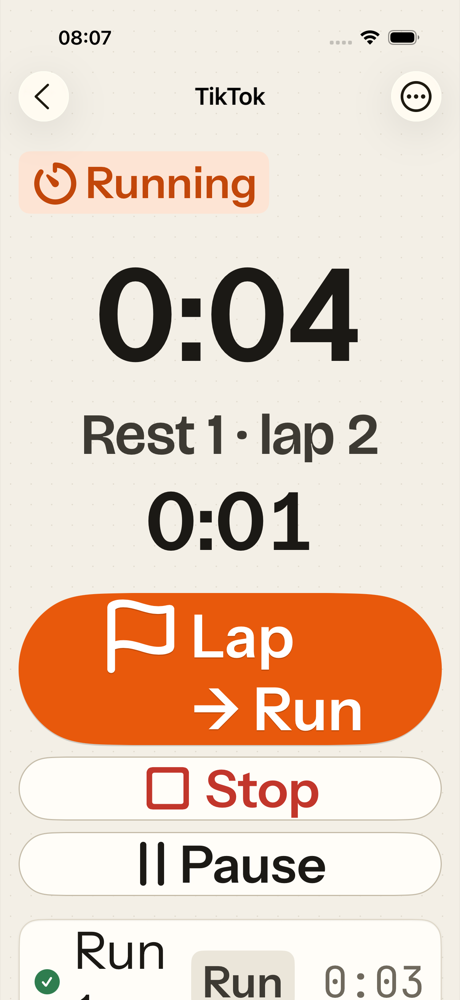 08:07
TikTok
Running
0:04
Rest 1 · lap 2
0:01
Lap
→ Run
Stop
Pause
Run
Run 0:03